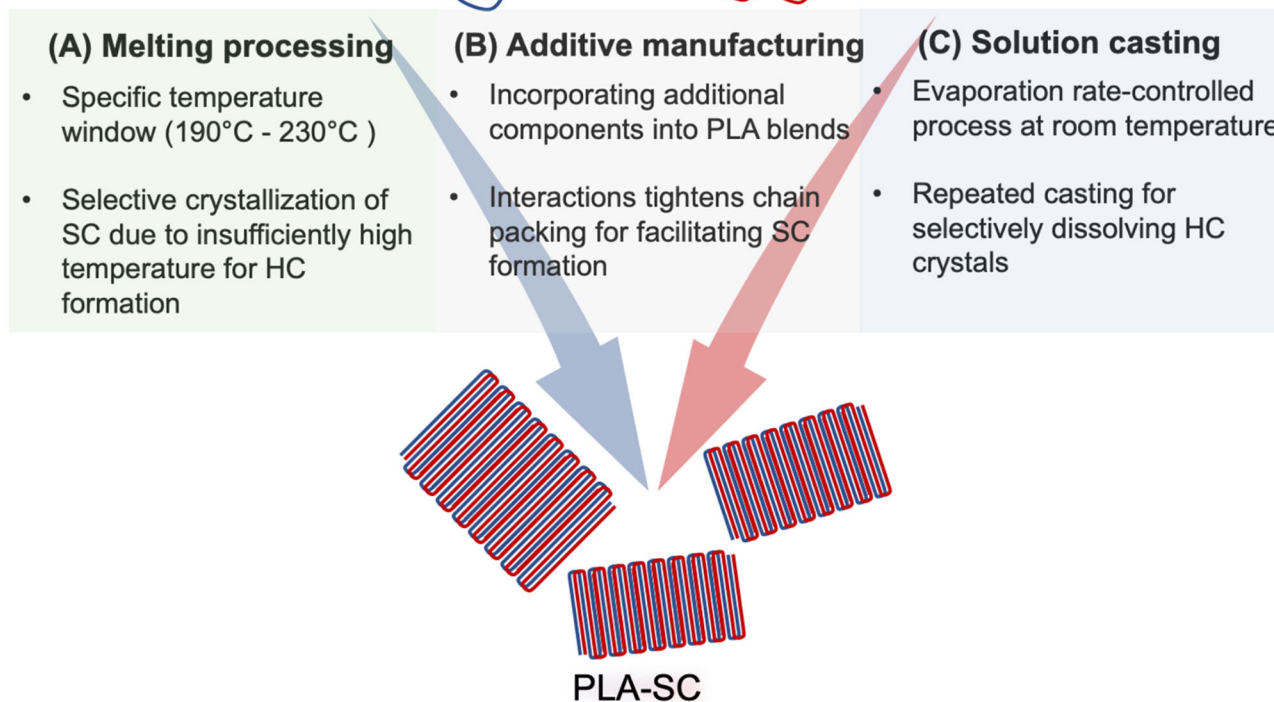 (A) Melting processing
• Specific temperature
window (190°C - 230°C )
• Selective crystallization of
SC due to insufficiently high
temperature for HC
formation
(B) Additive manufacturing
• Incorporating additional
components into PLA blends
• Interactions tightens chain
packing for facilitating SC
formation
(C) Solution casting
• Evaporation rate-controlled
process at room temperature
• Repeated casting for
selectively dissolving HC
crystals
PLA-SC